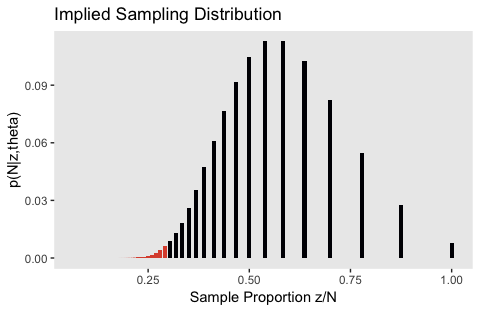 Implied Sampling Distribution
p(N|z,theta)
0.09
0.06
0.03
0.00
0.25 0.50 0.75 1.00
Sample Proportion z/N